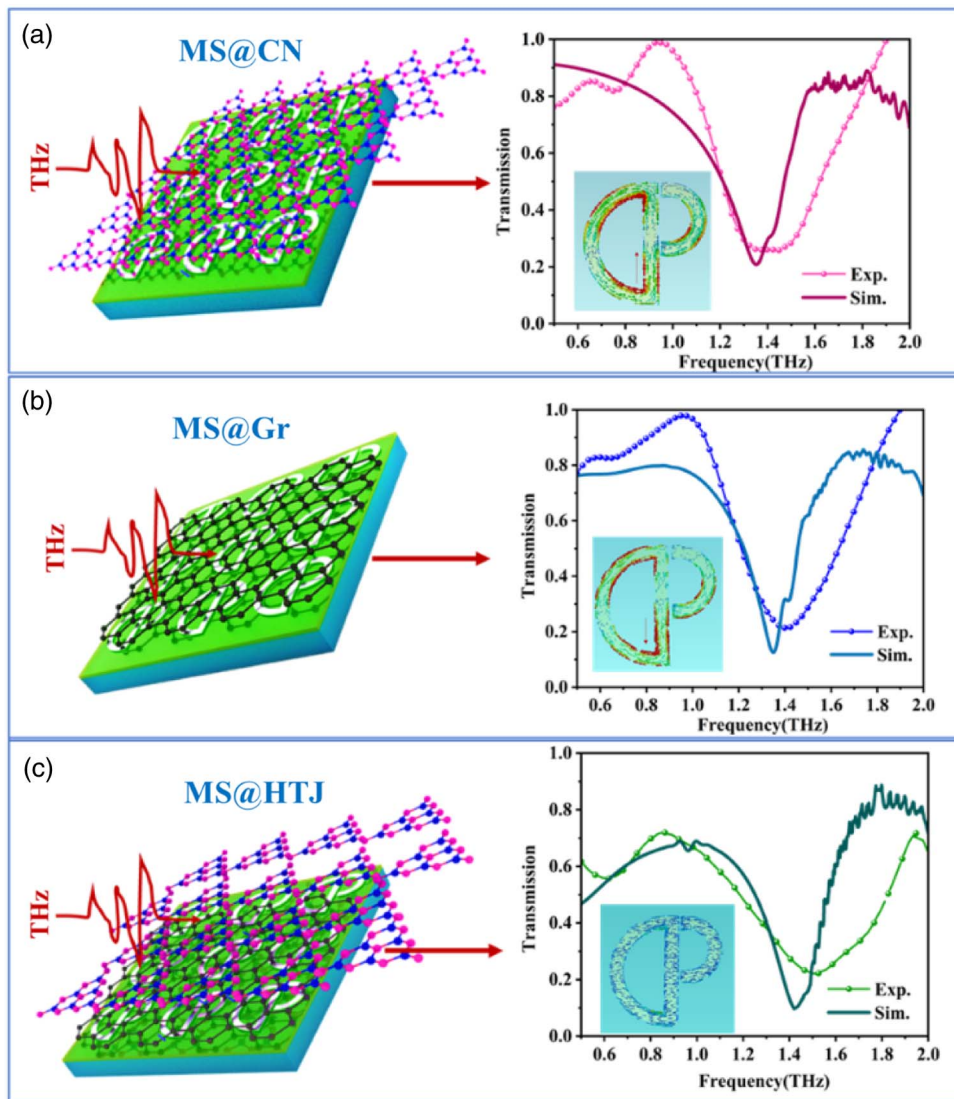 (a)
MS@CN
THz
Transmission
1.0
0.8
0.6
0.4
0.2
0.0
Exp.
Sim.
0.6 0.8 1.0 1.2 1.4 1.6 1.8 2.0
Frequency(THz)
(b)
MS@Gr
THz
Transmission
1.0
0.8
0.6
0.4
0.2
0.0
Exp.
Sim.
0.6 0.8 1.0 1.2 1.4 1.6 1.8 2.0
Frequency(THz)
(c)
MS@HTJ
THz
Transmission
1.0
0.8
0.6
0.4
0.2
0.0
Exp.
Sim.
0.6 0.8 1.0 1.2 1.4 1.6 1.8 2.0
Frequency(THz)